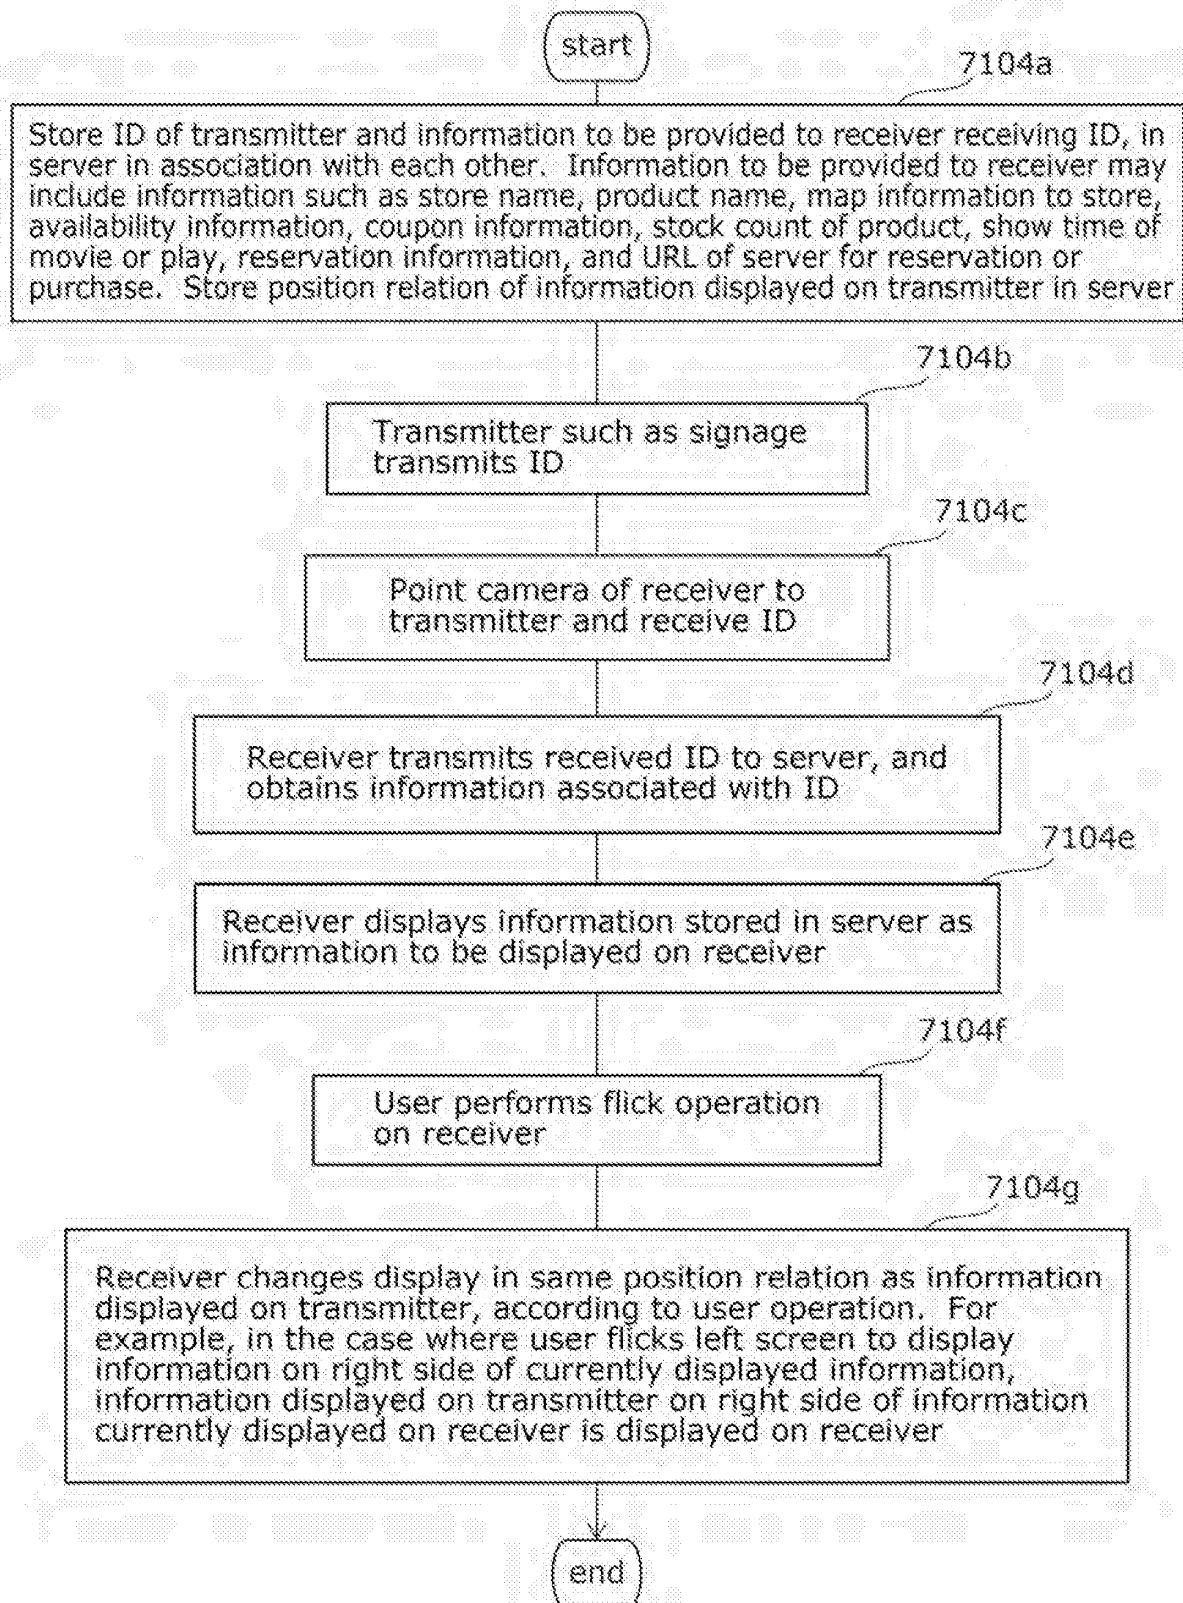 start
7104a
Store ID of transmitter and information to be provided to receiver receiving ID, in
server in association with each other.  Information to be provided to receiver may
include information such as store name, product name, map information to store,
availability information, coupon information, stock count of product, show time of
movie or play, reservation information, and URL of server for reservation or
purchase.  Store position relation of information displayed on transmitter in server
7104b
Transmitter such as signage
transmits ID
7104c
Point camera of receiver to
transmitter and receive ID
7104d
Receiver transmits received ID to server, and
obtains information associated with ID
7104e
Receiver displays information stored in server as
information to be displayed on receiver
7104f
User performs flick operation
on receiver
7104g
Receiver changes display in same position relation as information
displayed on transmitter, according to user operation.  For
example, in the case where user flicks left screen to display
information on right side of currently displayed information,
information displayed on transmitter on right side of information
currently displayed on receiver is displayed on receiver
end